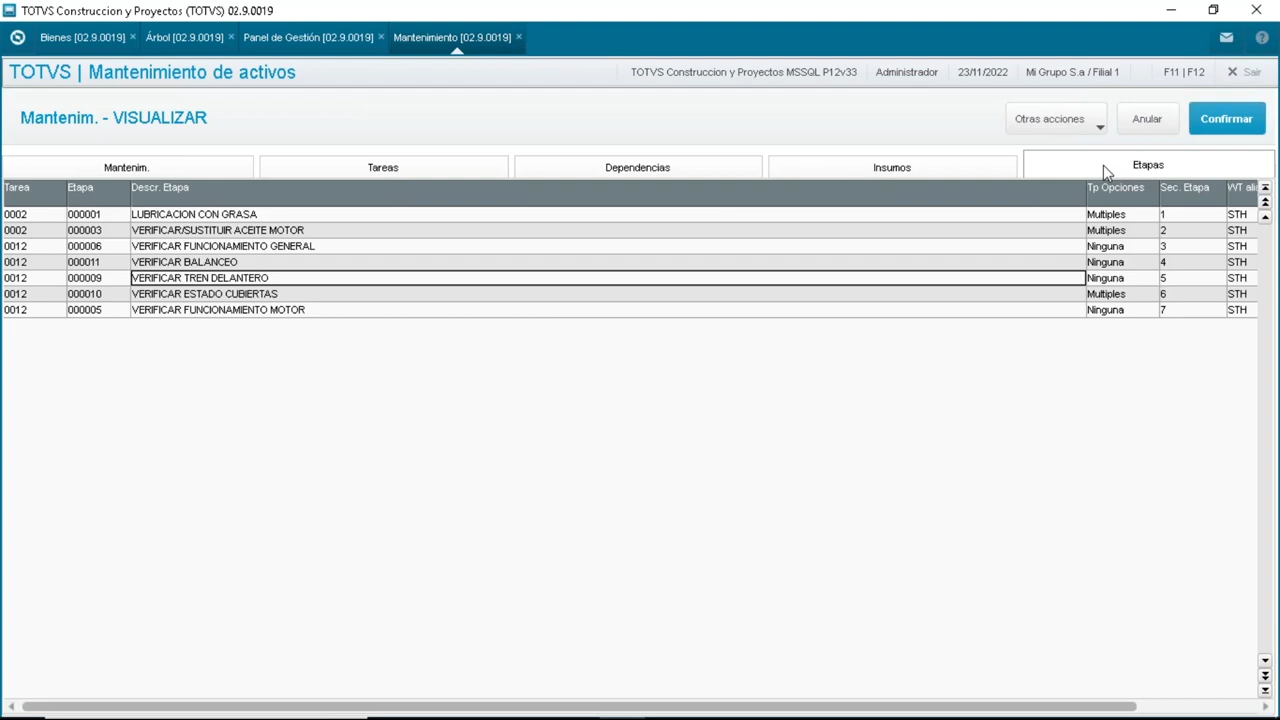 TOTVS Construccion y Proyectos (TOTVS) 02.9.0019
Bienes [02.9.0019] Árbol [02.9.0019] Panel de Gestión [02.9.0019] Mantenimiento [02.9.0019]
TOTVS | Mantenimiento de activos TOTVS Construccion y Proyectos MSSQL P12v33 Administrador 23/11/2022 Mi Grupo S.a / Filial 1 F11 | F12 Sair
Mantenim. - VISUALIZAR Otras acciones Anular Confirmar
Mantenim. Tareas Dependencias Insumos Etapas
Tarea Etapa Descr. Etapa Tp Opciones Sec. Etapa WT ali
0002 000001 LUBRICACION CON GRASA Multiples 1 STH
0002 000003 VERIFICAR/SUSTITUIR ACEITE MOTOR Multiples 2 STH
0012 000006 VERIFICAR FUNCIONAMIENTO GENERAL Ninguna 3 STH
0012 000011 VERIFICAR BALANCEO Ninguna 4 STH
0012 000009 VERIFICAR TREN DELANTERO Ninguna 5 STH
0012 000010 VERIFICAR ESTADO CUBIERTAS Multiples 6 STH
0012 000005 VERIFICAR FUNCIONAMIENTO MOTOR Ninguna 7 STH